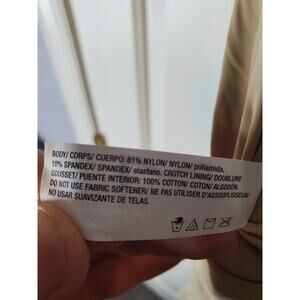 BODY/ CORPS/ CUERPO: 81% NYLON/ NYLON/ poliamida,
19% SPANDEX/ SPANDEX/ elastano. CROTCH LINING/ DOUBLURE
GOUSSET/ PUENTE INTERIOR: 100% COTTON/ COTON/ ALGODÓN.
DO NOT USE FABRIC SOFTENER/ NE PAS UTILISER D'ASSOUPLISSEUR/
NO USAR SUAVIZANTE DE TELAS.